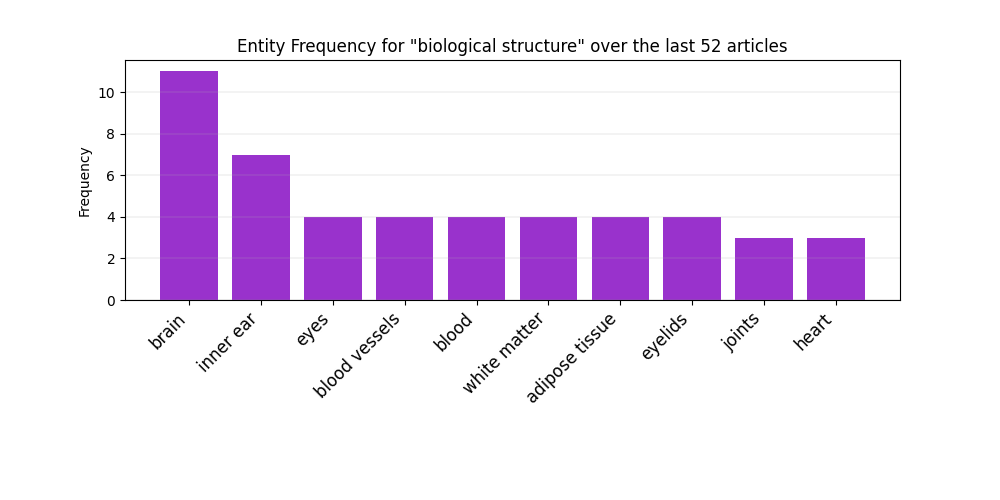 Entity Frequency for "biological structure" over the last 52 articles
Frequency
10
8
6
4
2
0
brain
inner ear
eyes
blood vessels
blood
white matter
adipose tissue
eyelids
joints
heart